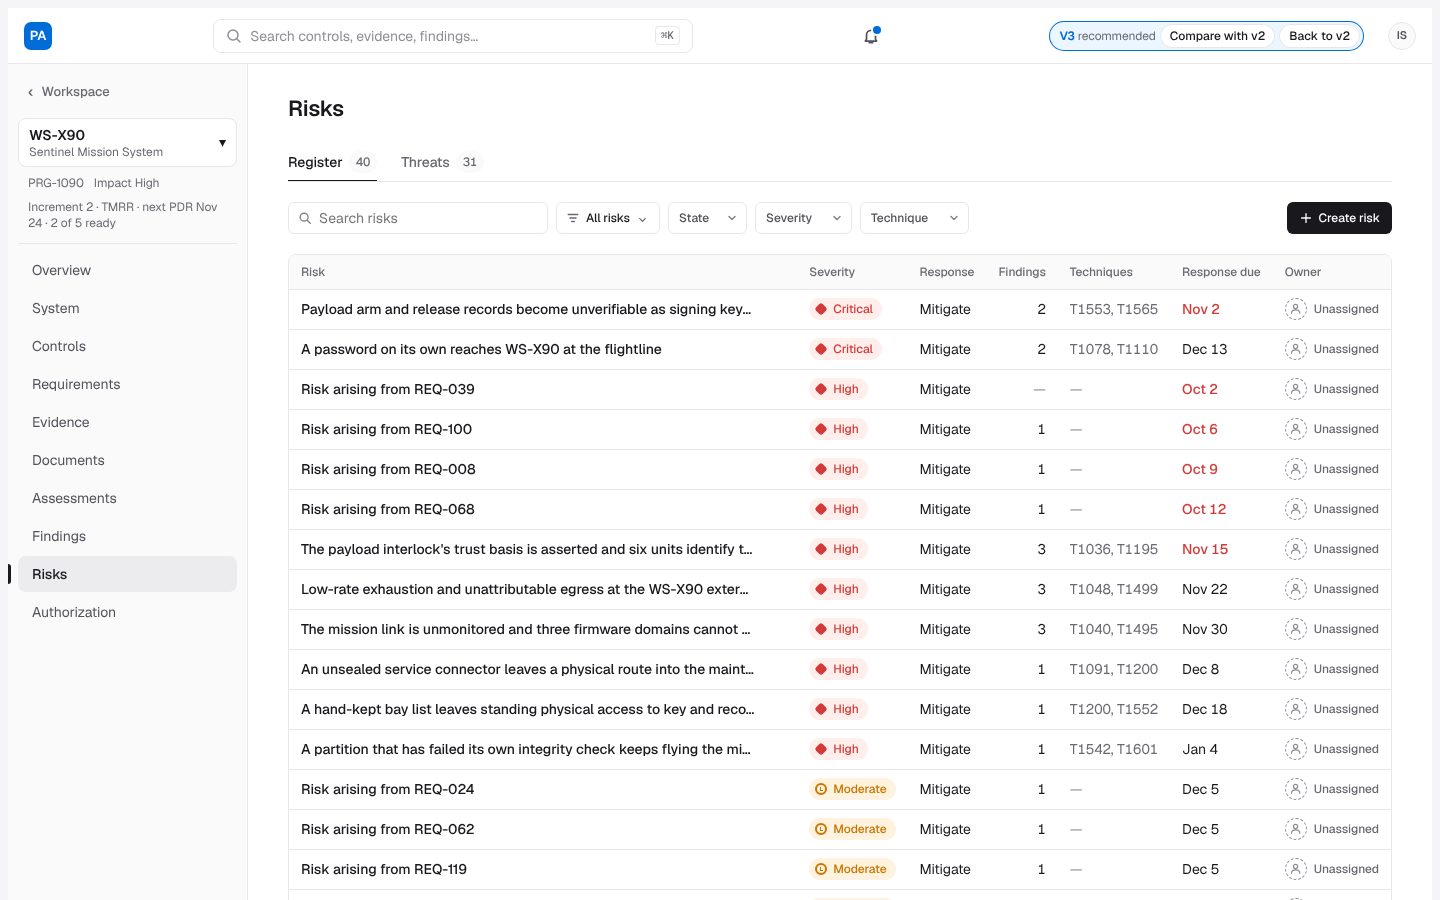 PA
Search controls, evidence, findings...
⌘K
V3 recommended Compare with v2 Back to v2
IS
‹ Workspace
WS-X90
Sentinel Mission System
PRG-1090 Impact High
Increment 2 · TMRR · next PDR Nov
24 · 2 of 5 ready
Overview
System
Controls
Requirements
Evidence
Documents
Assessments
Findings
Risks
Authorization
Risks
Register 40 Threats 31
Search risks All risks State Severity Technique + Create risk
Risk Severity Response Findings Techniques Response due Owner
Payload arm and release records become unverifiable as signing key... Critical Mitigate 2 T1553, T1565 Nov 2 Unassigned
A password on its own reaches WS-X90 at the flightline Critical Mitigate 2 T1078, T1110 Dec 13 Unassigned
Risk arising from REQ-039 High Mitigate — — Oct 2 Unassigned
Risk arising from REQ-100 High Mitigate 1 — Oct 6 Unassigned
Risk arising from REQ-008 High Mitigate 1 — Oct 9 Unassigned
Risk arising from REQ-068 High Mitigate 1 — Oct 12 Unassigned
The payload interlock's trust basis is asserted and six units identify t... High Mitigate 3 T1036, T1195 Nov 15 Unassigned
Low-rate exhaustion and unattributable egress at the WS-X90 exter... High Mitigate 3 T1048, T1499 Nov 22 Unassigned
The mission link is unmonitored and three firmware domains cannot ... High Mitigate 3 T1040, T1495 Nov 30 Unassigned
An unsealed service connector leaves a physical route into the maint... High Mitigate 1 T1091, T1200 Dec 8 Unassigned
A hand-kept bay list leaves standing physical access to key and reco... High Mitigate 1 T1200, T1552 Dec 18 Unassigned
A partition that has failed its own integrity check keeps flying the mi... High Mitigate 1 T1542, T1601 Jan 4 Unassigned
Risk arising from REQ-024 Moderate Mitigate 1 — Dec 5 Unassigned
Risk arising from REQ-062 Moderate Mitigate 1 — Dec 5 Unassigned
Risk arising from REQ-119 Moderate Mitigate 1 — Dec 5 Unassigned